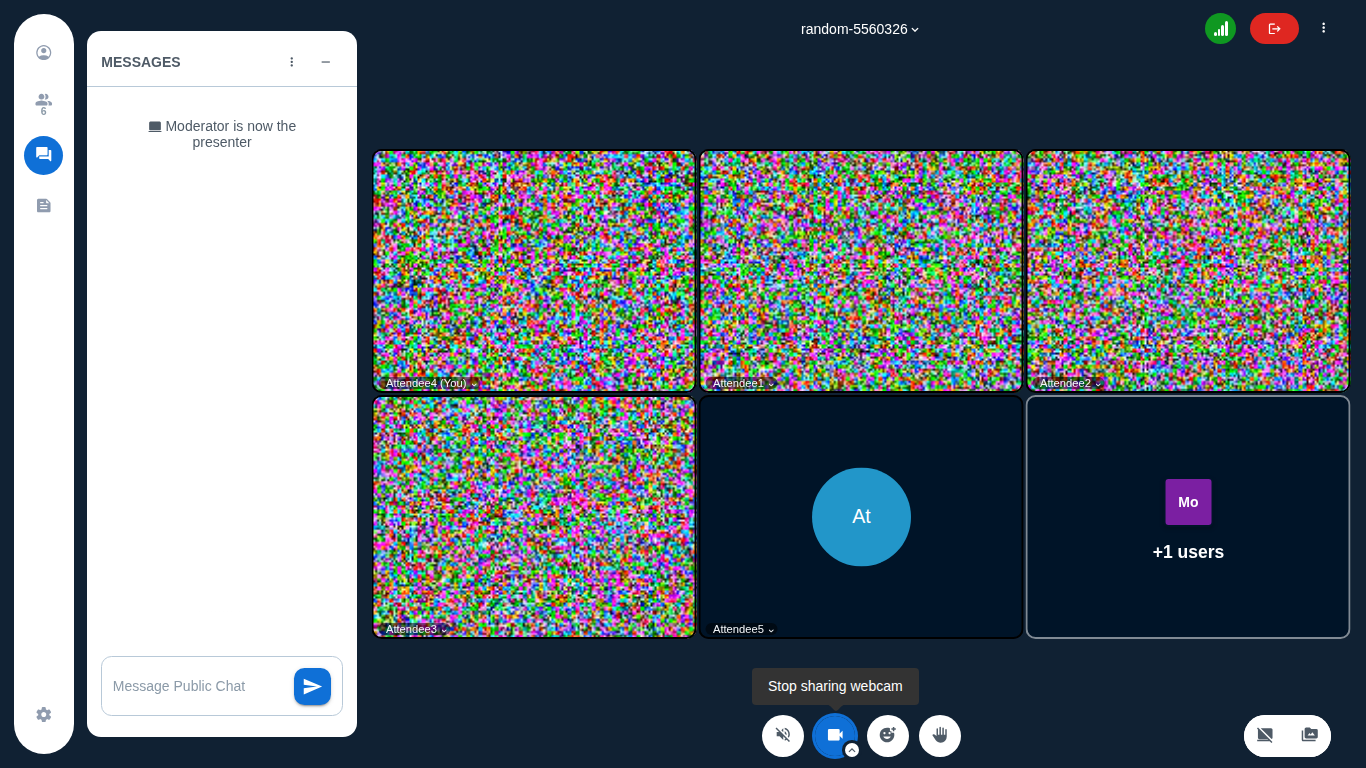 random-5560326
6
MESSAGES
Moderator is now the
presenter
Attendee4 (You)
Attendee1
Attendee2
At
Mo
+1 users
Attendee3
Attendee5
Message Public Chat
Stop sharing webcam